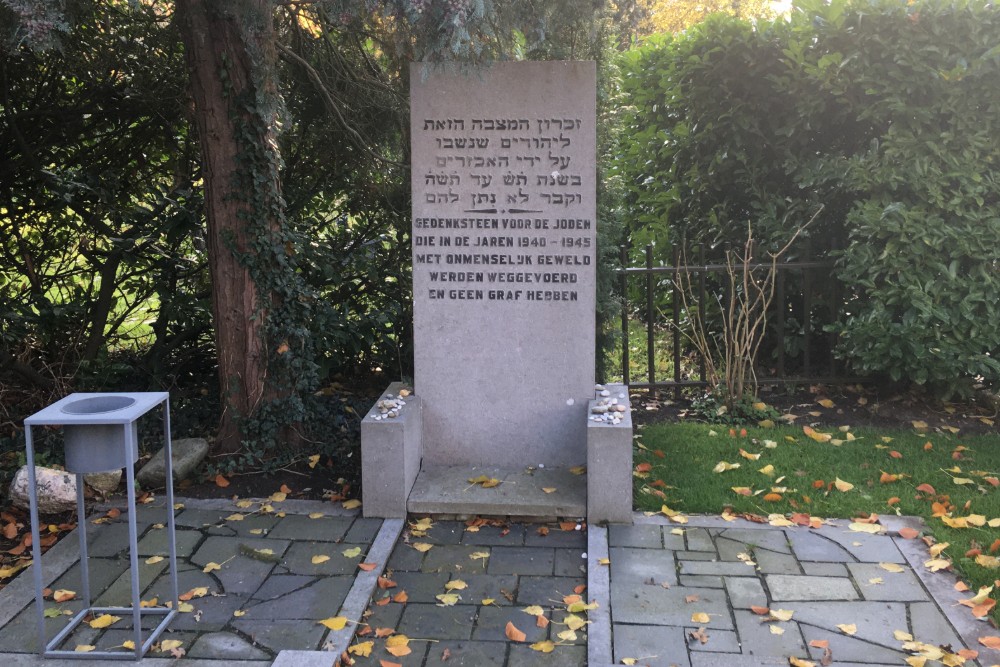 זכרון המצבה הזאת
ליהודים שנשבו
על ידי האכזרים
בשנת תש עד תשה
וקבר לא נתן להם
GEDENKSTEEN VOOR DE JODEN
DIE IN DE JAREN 1940 - 1945
MET ONMENSELIJK GEWELD
WERDEN WEGGEVOERD
EN GEEN GRAF HEBBEN